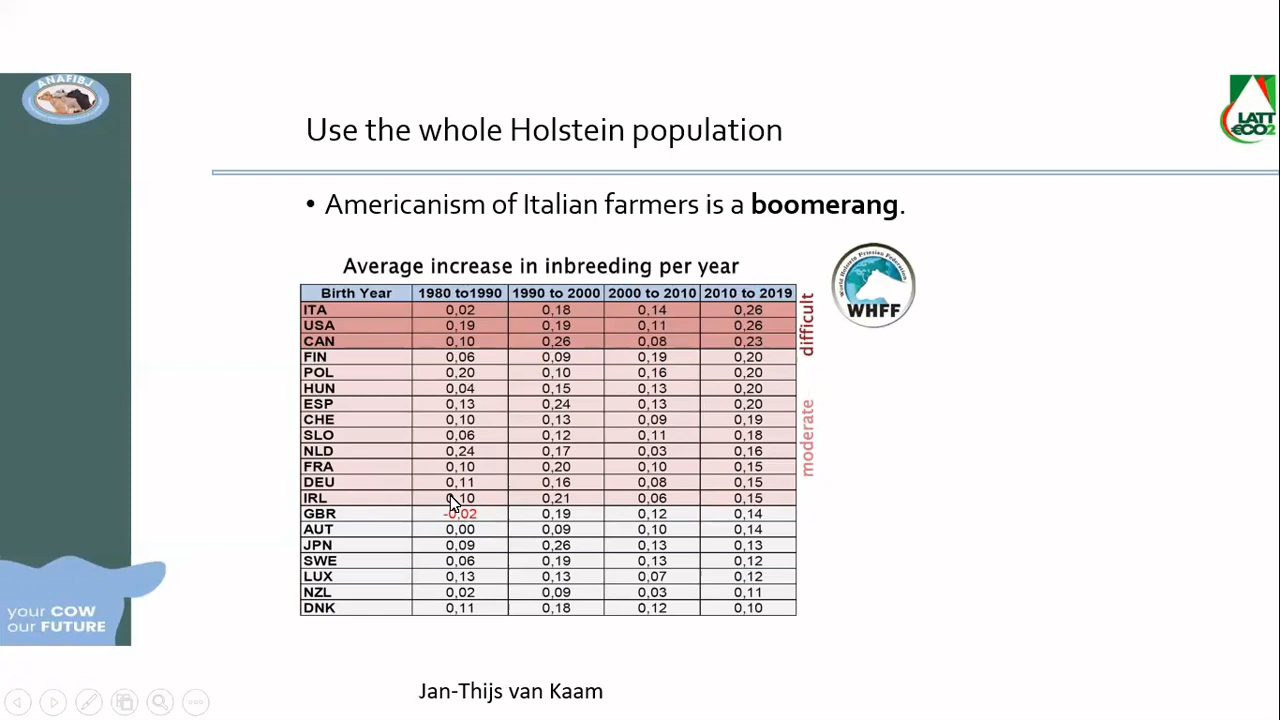 ANAFIBJ
LATT
€CO2
Use the whole Holstein population
• Americanism of Italian farmers is a boomerang.
Average increase in inbreeding per year
World Holstein Friesian Federation
WHFF
Birth Year 1980 to1990 1990 to 2000 2000 to 2010 2010 to 2019
ITA 0,02 0,18 0,14 0,26
USA 0,19 0,19 0,11 0,26
CAN 0,10 0,26 0,08 0,23
FIN 0,06 0,09 0,19 0,20
POL 0,20 0,10 0,16 0,20
HUN 0,04 0,15 0,13 0,20
ESP 0,13 0,24 0,13 0,20
CHE 0,10 0,13 0,09 0,19
SLO 0,06 0,12 0,11 0,18
NLD 0,24 0,17 0,03 0,16
FRA 0,10 0,20 0,10 0,15
DEU 0,11 0,16 0,08 0,15
IRL 0,10 0,21 0,06 0,15
GBR -0,02 0,19 0,12 0,14
AUT 0,00 0,09 0,10 0,14
JPN 0,09 0,26 0,13 0,13
SWE 0,06 0,19 0,13 0,12
LUX 0,13 0,13 0,07 0,12
NZL 0,02 0,09 0,03 0,11
DNK 0,11 0,18 0,12 0,10
difficult
moderate
your COW
our FUTURE
Jan-Thijs van Kaam